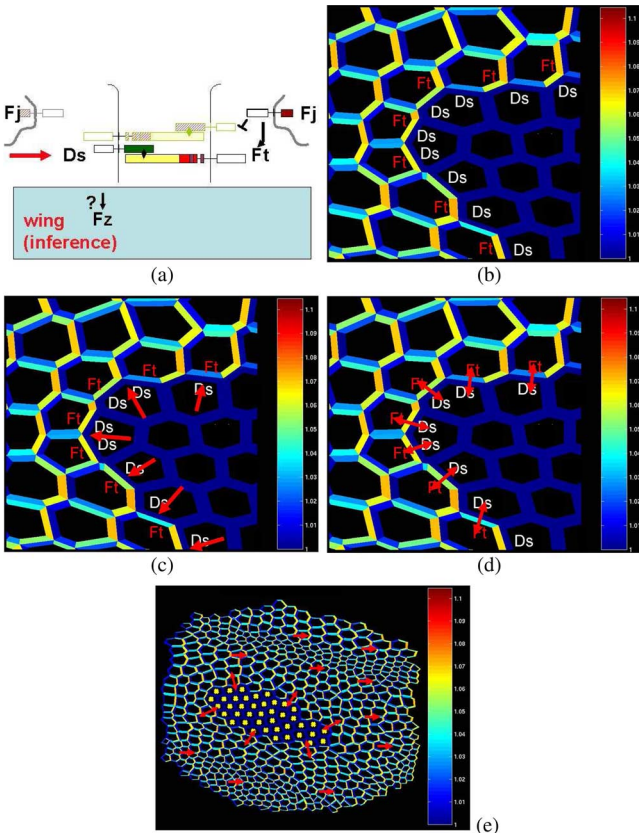 Fj
Fj
Ds
Ft
?
Fz
wing
(inference)
(a)
Ft Ft Ft
Ds Ds Ds
Ft Ds
Ft Ds
Ds
Ft Ds
Ft Ds
1.1
1.09
1.08
1.07
1.06
1.05
1.04
1.03
1.02
1.01
1
(b)
Ft Ft Ft
Ds Ds Ds
Ft Ds
Ft Ds
Ft Ds
Ft Ds
1.1
1.09
1.08
1.07
1.06
1.05
1.04
1.03
1.02
1.01
1
(c)
Ft Ft Ft
Ds Ds Ds
Ft Ds
Ft Ds
Ft Ds
Ds
Ft Ds
1.1
1.09
1.08
1.07
1.06
1.05
1.04
1.03
1.02
1.01
1
(d)
1.1
1.09
1.08
1.07
1.06
1.05
1.04
1.03
1.02
1.01
1
(e)